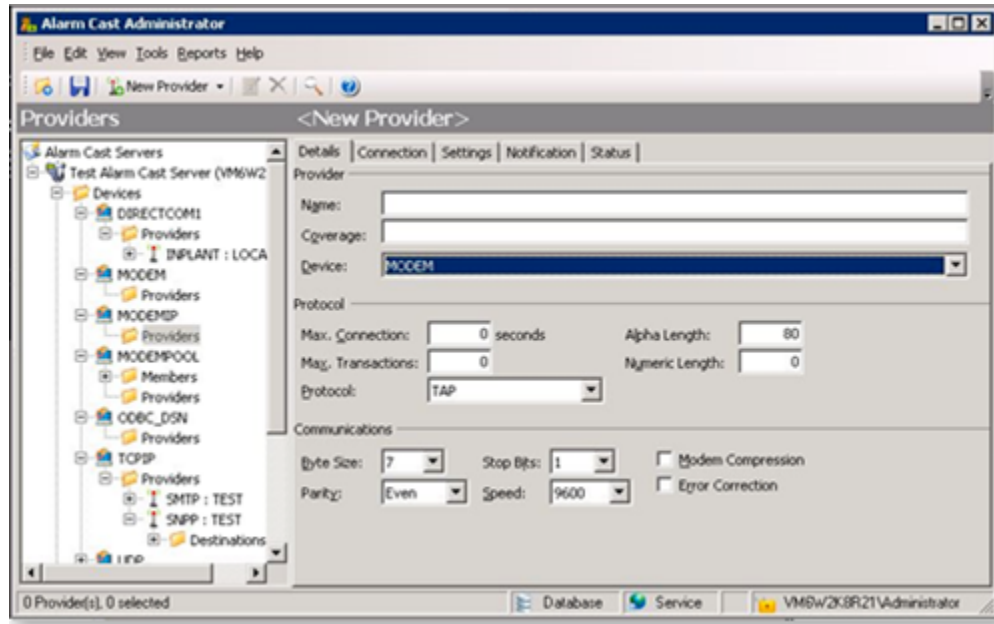 Alarm Cast Administrator
File Edit View Tools Reports Help
New Provider
Providers
<New Provider>
Alarm Cast Servers
Test Alarm Cast Server (VM6W2
Devices
DIRECTCOM1
Providers
INPLANT : LOCA
MODEM
Providers
MODEMIP
Providers
MODEMPOOL
Members
Providers
ODBC_DSN
Providers
TCPIP
Providers
SMTP : TEST
SNPP : TEST
Destinations
UDP
Details Connection Settings Notification Status
Provider
Name:
Coverage:
Device: MODEM
Protocol
Max. Connection: 0 seconds Alpha Length: 80
Max. Transactions: 0 Numeric Length: 0
Protocol: TAP
Communications
Byte Size: 7 Stop Bits: 1 Modem Compression
Parity: Even Speed: 9600 Error Correction
0 Provider(s), 0 selected Database Service VM6W2K8R21\Administrator